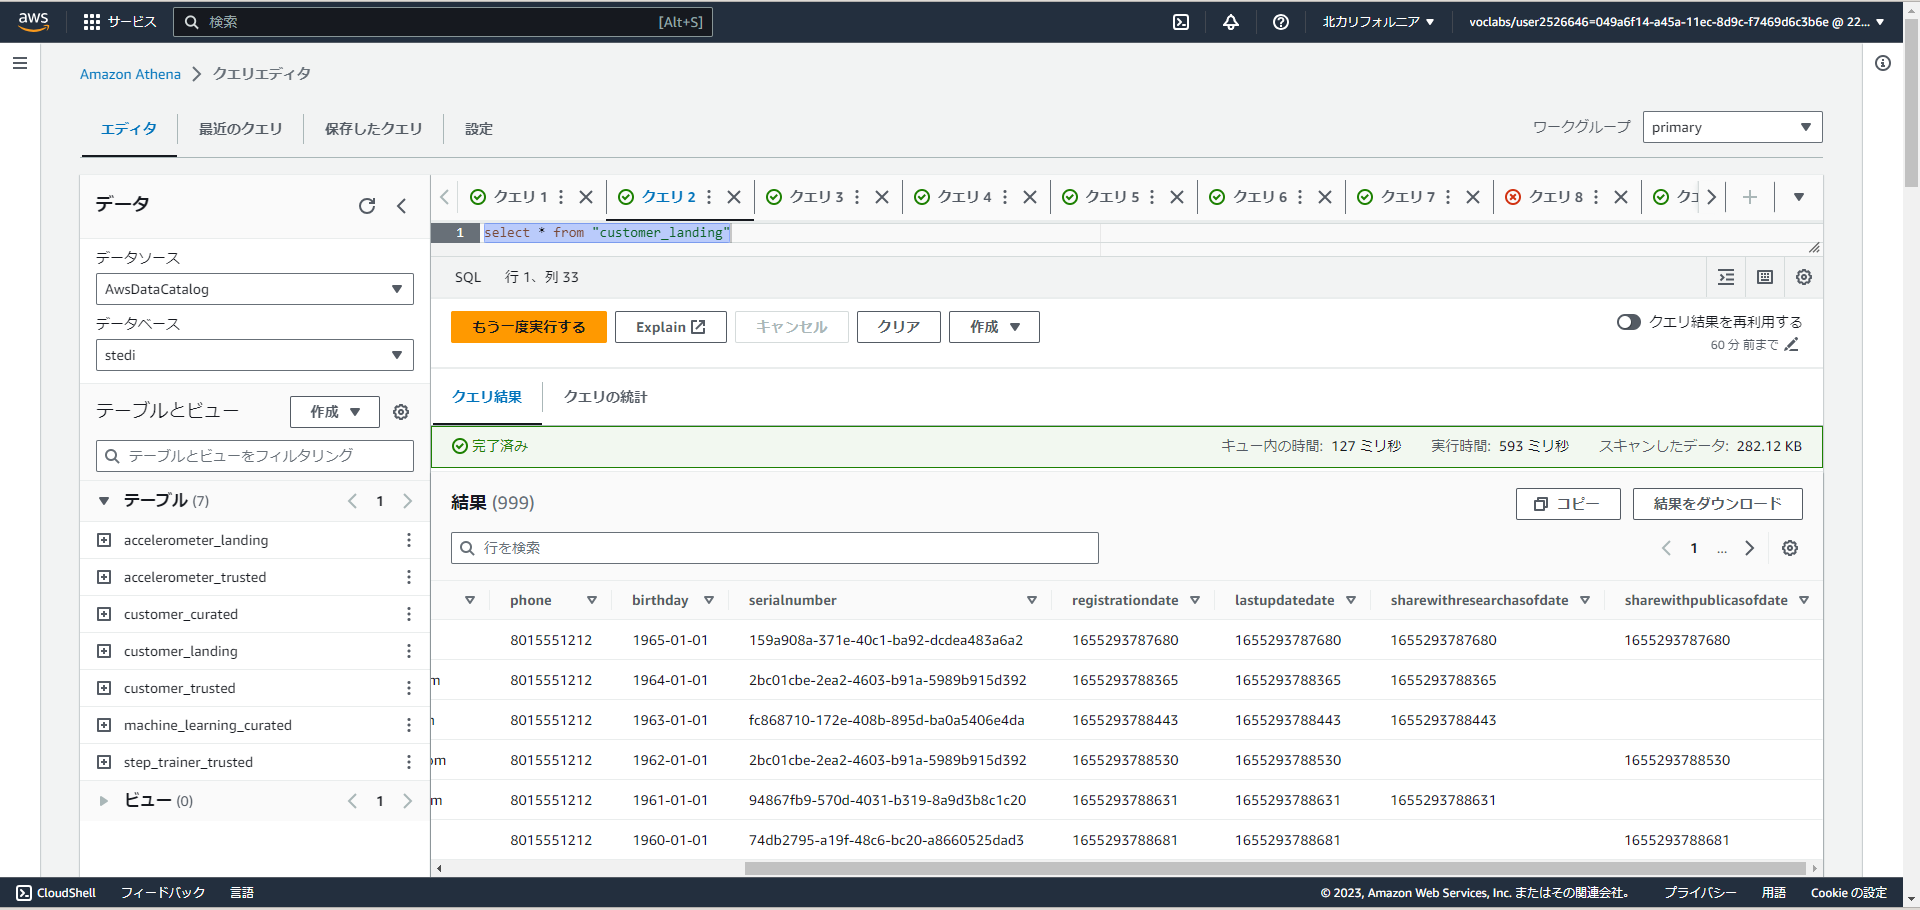 aws サービス 検索 [Alt+S] 北カリフォルニア voclabs/user2526646=049a6f14-a45a-11ec-8d9c-f7469d6c3b6e @ 22...
Amazon Athena クエリエディタ
エディタ 最近のクエリ 保存したクエリ 設定 ワークグループ primary
データ
データソース
AwsDataCatalog
データベース
stedi
テーブルとビュー 作成
テーブルとビューをフィルタリング
テーブル (7) 1
accelerometer_landing
accelerometer_trusted
customer_curated
customer_landing
customer_trusted
machine_learning_curated
step_trainer_trusted
ビュー (0) 1
クエリ 1 クエリ 2 クエリ 3 クエリ 4 クエリ 5 クエリ 6 クエリ 7 クエリ 8
1 select * from "customer_landing"
SQL 行 1、列 33
もう一度実行する Explain キャンセル クリア 作成 クエリ結果を再利用する
60 分 前まで
クエリ結果 クエリの統計
完了済み キュー内の時間: 127 ミリ秒 実行時間: 593 ミリ秒 スキャンしたデータ: 282.12 KB
結果 (999) コピー 結果をダウンロード
行を検索 1 ...
phone birthday serialnumber registrationdate lastupdatedate sharewithresearchasofdate sharewithpublicasofdate
8015551212 1965-01-01 159a908a-371e-40c1-ba92-dcdea483a6a2 1655293787680 1655293787680 1655293787680 1655293787680
m 8015551212 1964-01-01 2bc01cbe-2ea2-4603-b91a-5989b915d392 1655293788365 1655293788365 1655293788365
8015551212 1963-01-01 fc868710-172e-408b-895d-ba0a5406e4da 1655293788443 1655293788443 1655293788443
om 8015551212 1962-01-01 2bc01cbe-2ea2-4603-b91a-5989b915d392 1655293788530 1655293788530 1655293788530
m 8015551212 1961-01-01 94867fb9-570d-4031-b319-8a9d3b8c1c20 1655293788631 1655293788631 1655293788631
8015551212 1960-01-01 74db2795-a19f-48c6-bc20-a8660525dad3 1655293788681 1655293788681 1655293788681
CloudShell フィードバック 言語 © 2023, Amazon Web Services, Inc. またはその関連会社。 プライバシー 用語 Cookie の設定